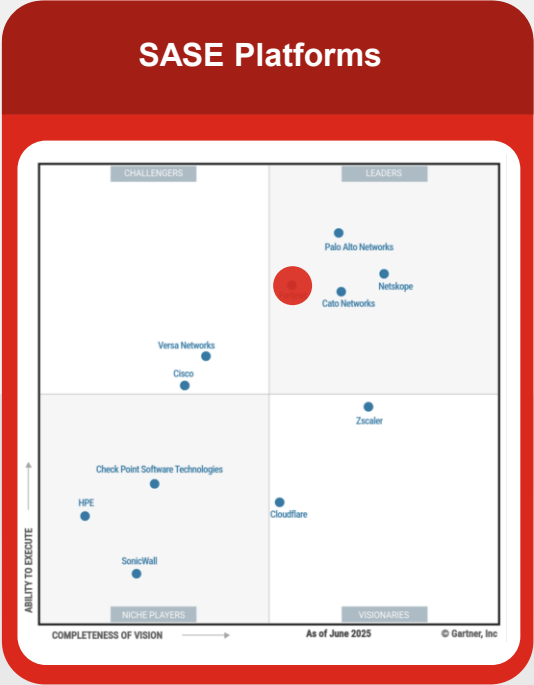 SASE Platforms
CHALLENGERS
LEADERS
Palo Alto Networks
Netskope
Cato Networks
Versa Networks
Cisco
Zscaler
Check Point Software Technologies
HPE
Cloudflare
SonicWall
NICHE PLAYERS
VISIONARIES
ABILITY TO EXECUTE
COMPLETENESS OF VISION
As of June 2025
© Gartner, Inc